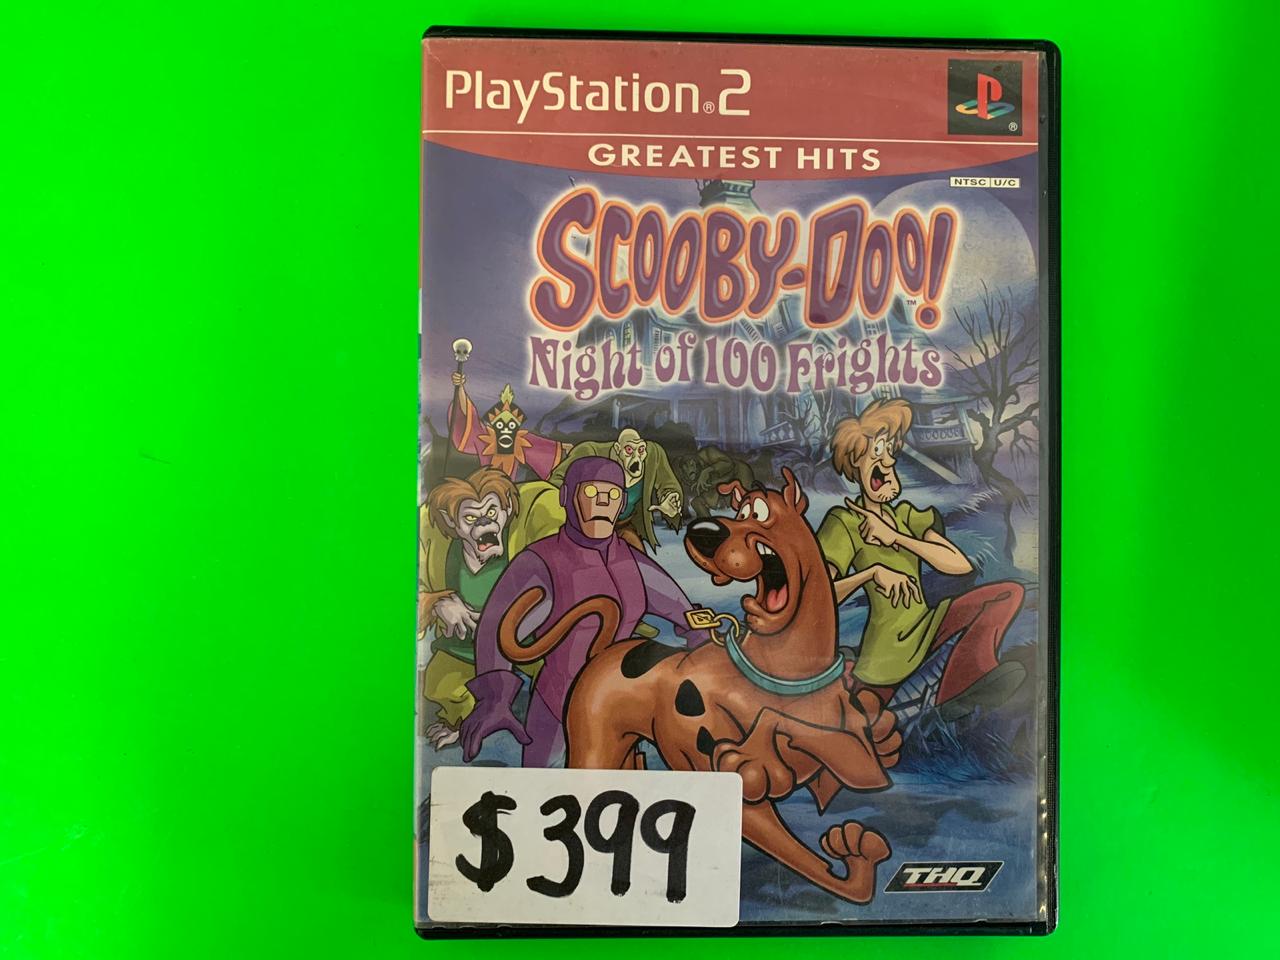 PlayStation®2
GREATEST HITS
NTSC U/C
SCOOBY-DOO!™
Night of 100 Frights
$399
THQ